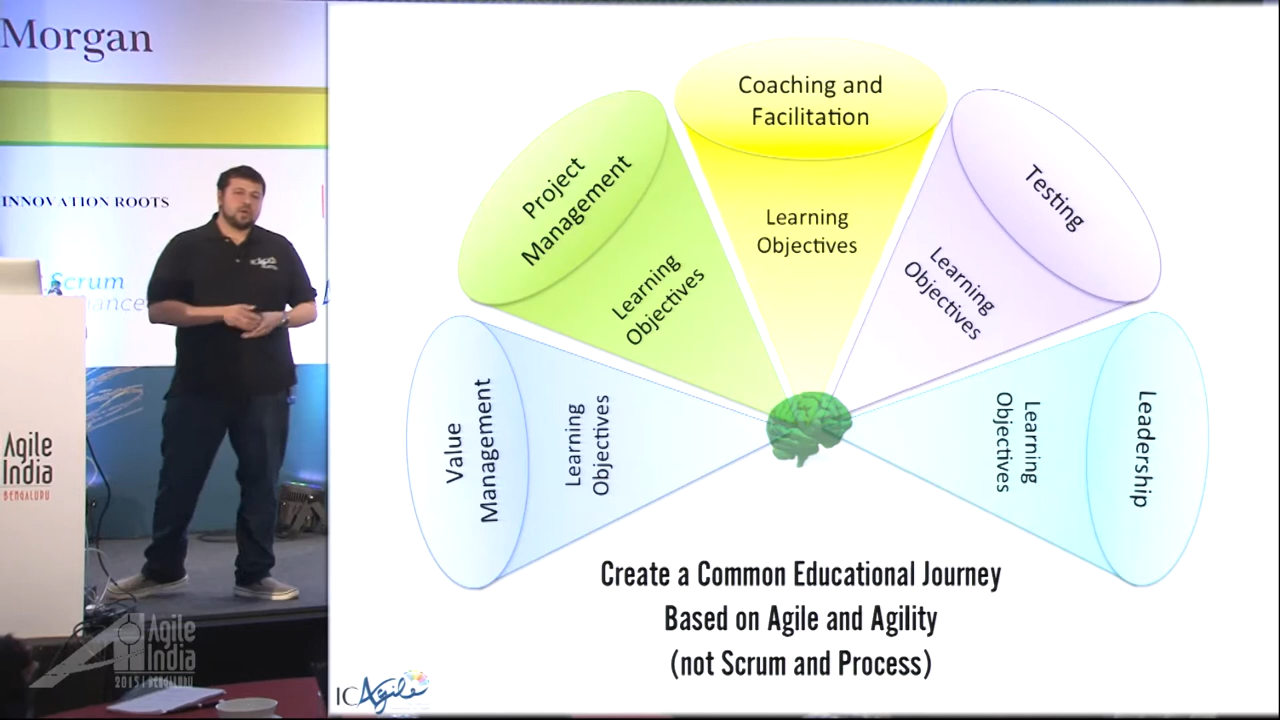 Morgan
INNOVATION ROOTS
Scrum
Agile
India
BENGALURU
Agile
India
2015 | BENGALURU
Coaching and
Facilitation
Learning
Objectives
Project
Management
Learning
Objectives
Testing
Learning
Objectives
Value
Management
Learning
Objectives
Leadership
Learning
Objectives
Create a Common Educational Journey
Based on Agile and Agility
(not Scrum and Process)
ICAgile